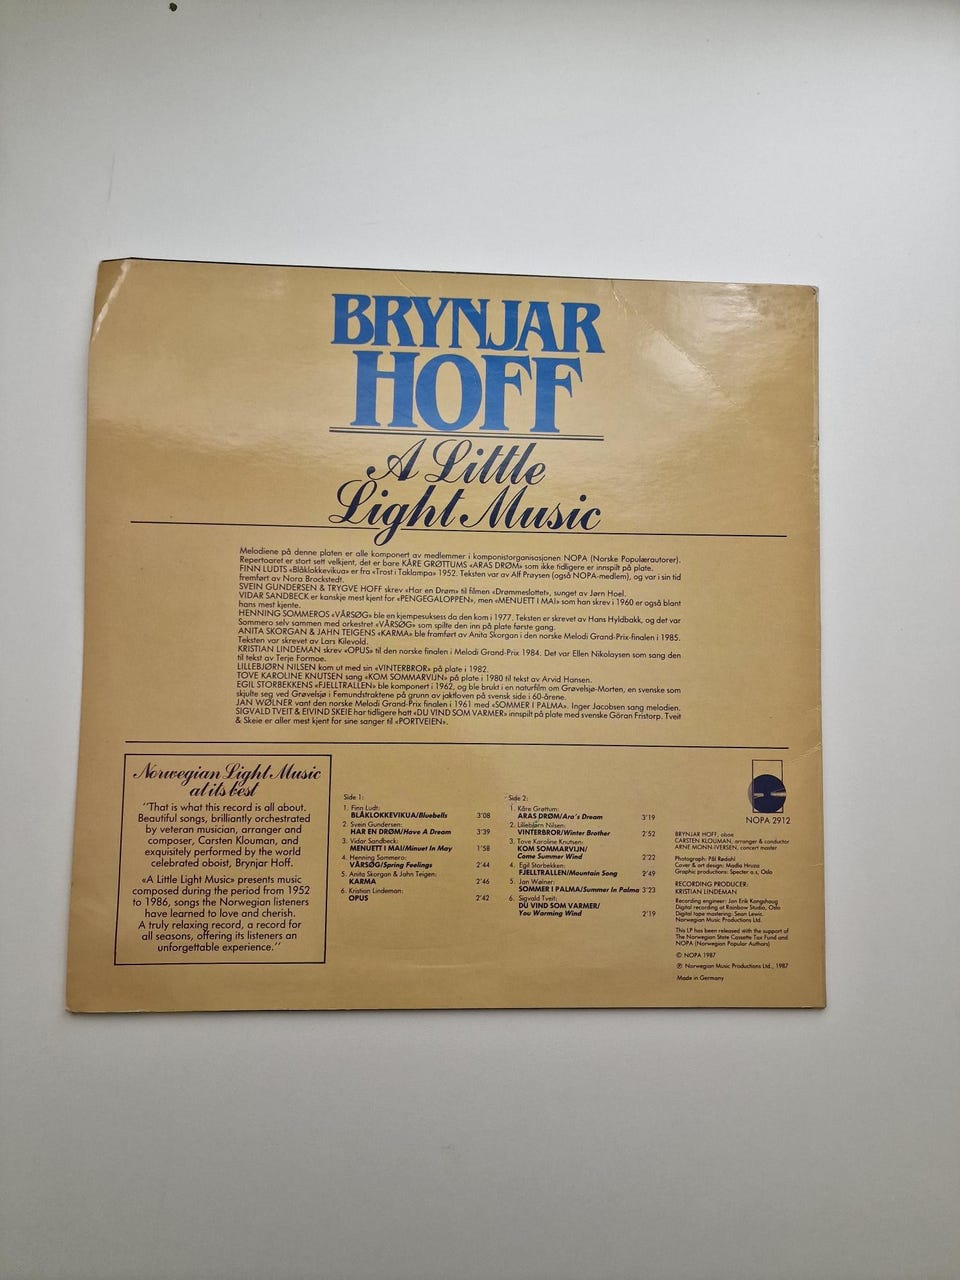 BRYNJAR
HOFF
A Little
Light Music
Melodiene på denne platen er alle komponert av medlemmer i komponistorganisasjonen NOPA (Norske Populærautorer).
Repertoaret er stort sett velkjent, det er bare KÅRE GRØTTUMS «ARAS DRØM» som ikke tidligere er innspilt på plate.
FINN LUDTS «Blåklokkevikua» er fra «Trost i Taklampa» 1952. Teksten var av Alf Prøysen (også NOPA-medlem), og var i sin tid
fremført av Nora Brockstedt.
SVEIN GUNDERSEN & TRYGVE HOFF skrev «Har en Drøm» til filmen «Drømmeslottet», sunget av Jørn Hoel.
VIDAR SANDBECK er kanskje mest kjent for «PENGEGALOPPEN», men «MENUETT I MAI» som han skrev i 1960 er også blant
hans mest kjente.
HENNING SOMMEROS «VÅRSØG» ble en kjempesuksess da den kom i 1977. Teksten er skrevet av Hans Hyldbakk, og det var
Sommero selv sammen med orkestret «VÅRSØG» som spilte den inn på plate første gang.
ANITA SKORGAN & JAHN TEIGENS «KARMA» ble framført av Anita Skorgan i den norske Melodi Grand-Prix-finalen i 1985.
Teksten var skrevet av Lars Kilevold.
KRISTIAN LINDEMAN skrev «OPUS» til den norske finalen i Melodi Grand-Prix 1984. Det var Ellen Nikolaysen som sang den
til tekst av Terje Formoe.
LILLEBJØRN NILSEN kom ut med sin «VINTERBROR» på plate i 1982.
TOVE KAROLINE KNUTSEN sang «KOM SOMMARVIJN» på plate i 1980 til tekst av Arvid Hansen.
EGIL STORBEKKENS «FJELLTRALLEN» ble komponert i 1962, og ble brukt i en naturfilm om Grøvelsjø-Morten, en svenske som
skjulte seg ved Grøvelsjø i Femundstraktene på grunn av jaktloven på svensk side i 60-årene.
JAN WØLNER vant den norske Melodi Grand-Prix finalen i 1961 med «SOMMER I PALMA». Inger Jacobsen sang melodien.
SIGVALD TVEIT & EIVIND SKEIE har tidligere hatt «DU VIND SOM VARMER» innspilt på plate med svenske Göran Fristorp. Tveit
& Skeie er aller mest kjent for sine sanger til «PORTVEIEN».
Norwegian Light Music
at its best
"That is what this record is all about.
Beautiful songs, brilliantly orchestrated
by veteran musician, arranger and
composer, Carsten Klouman, and
exquisitely performed by the world
celebrated oboist, Brynjar Hoff.
«A Little Light Music» presents music
composed during the period from 1952
to 1986, songs the Norwegian listeners
have learned to love and cherish.
A truly relaxing record, a record for
all seasons, offering its listeners an
unforgettable experience."
Side 1:
1. Finn Ludt:
BLÅKLOKKEVIKUA/Bluebells 3'08
2. Svein Gundersen:
HAR EN DRØM/Have A Dream 3'39
3. Vidar Sandbeck:
MENUETT I MAI/Minuet In May 1'58
4. Henning Sommero:
VÅRSØG/Spring Feelings 2'44
5. Anita Skorgan & Jahn Teigen:
KARMA 2'46
6. Kristian Lindeman:
OPUS 2'42
Side 2:
1. Kåre Grøttum:
ARAS DRØM/Ara's Dream 3'19
2. Lillebjørn Nilsen:
VINTERBROR/Winter Brother 2'52
3. Tove Karoline Knutsen:
KOM SOMMARVIJN/
Come Summer Wind 2'22
4. Egil Storbekken:
FJELLTRALLEN/Mountain Song 2'49
5. Jan Wølner:
SOMMER I PALMA/Summer In Palma 3'23
6. Sigvald Tveit:
DU VIND SOM VARMER/
You Warming Wind 2'19
NOPA 2912
BRYNJAR HOFF, oboe
CARSTEN KLOUMAN, arranger & conductor
ARNE MONN-IVERSEN, concert master
Photograph: Pål Rødahl
Cover & art design: Madla Hruza
Graphic productions: Specter a.s, Oslo
RECORDING PRODUCER:
KRISTIAN LINDEMAN
Recording engineer: Jan Erik Kongshaug
Digital recording at Rainbow Studio, Oslo
Digital tape mastering: Sean Lewis,
Norwegian Music Productions Ltd.
This LP has been released with the support of
The Norwegian State Cassette Tax Fund and
NOPA (Norwegian Popular Authors)
© NOPA 1987
℗ Norwegian Music Productions Ltd., 1987
Made in Germany